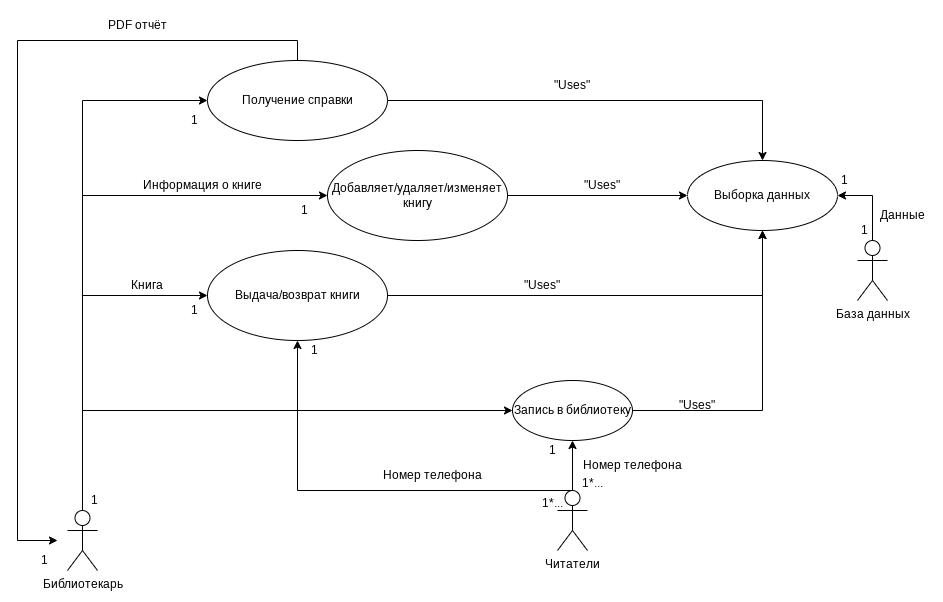 PDF отчёт
"Uses"
Получение справки
1
1
Информация о книге
Добавляет/удаляет/изменяет
книгу
"Uses"
Выборка данных
1
Данные
1
База данных
Книга
Выдача/возврат книги
"Uses"
1
1
Запись в библиотеку
"Uses"
1
Номер телефона
Номер телефона
1*...
1*...
1
1
Читатели
Библиотекарь